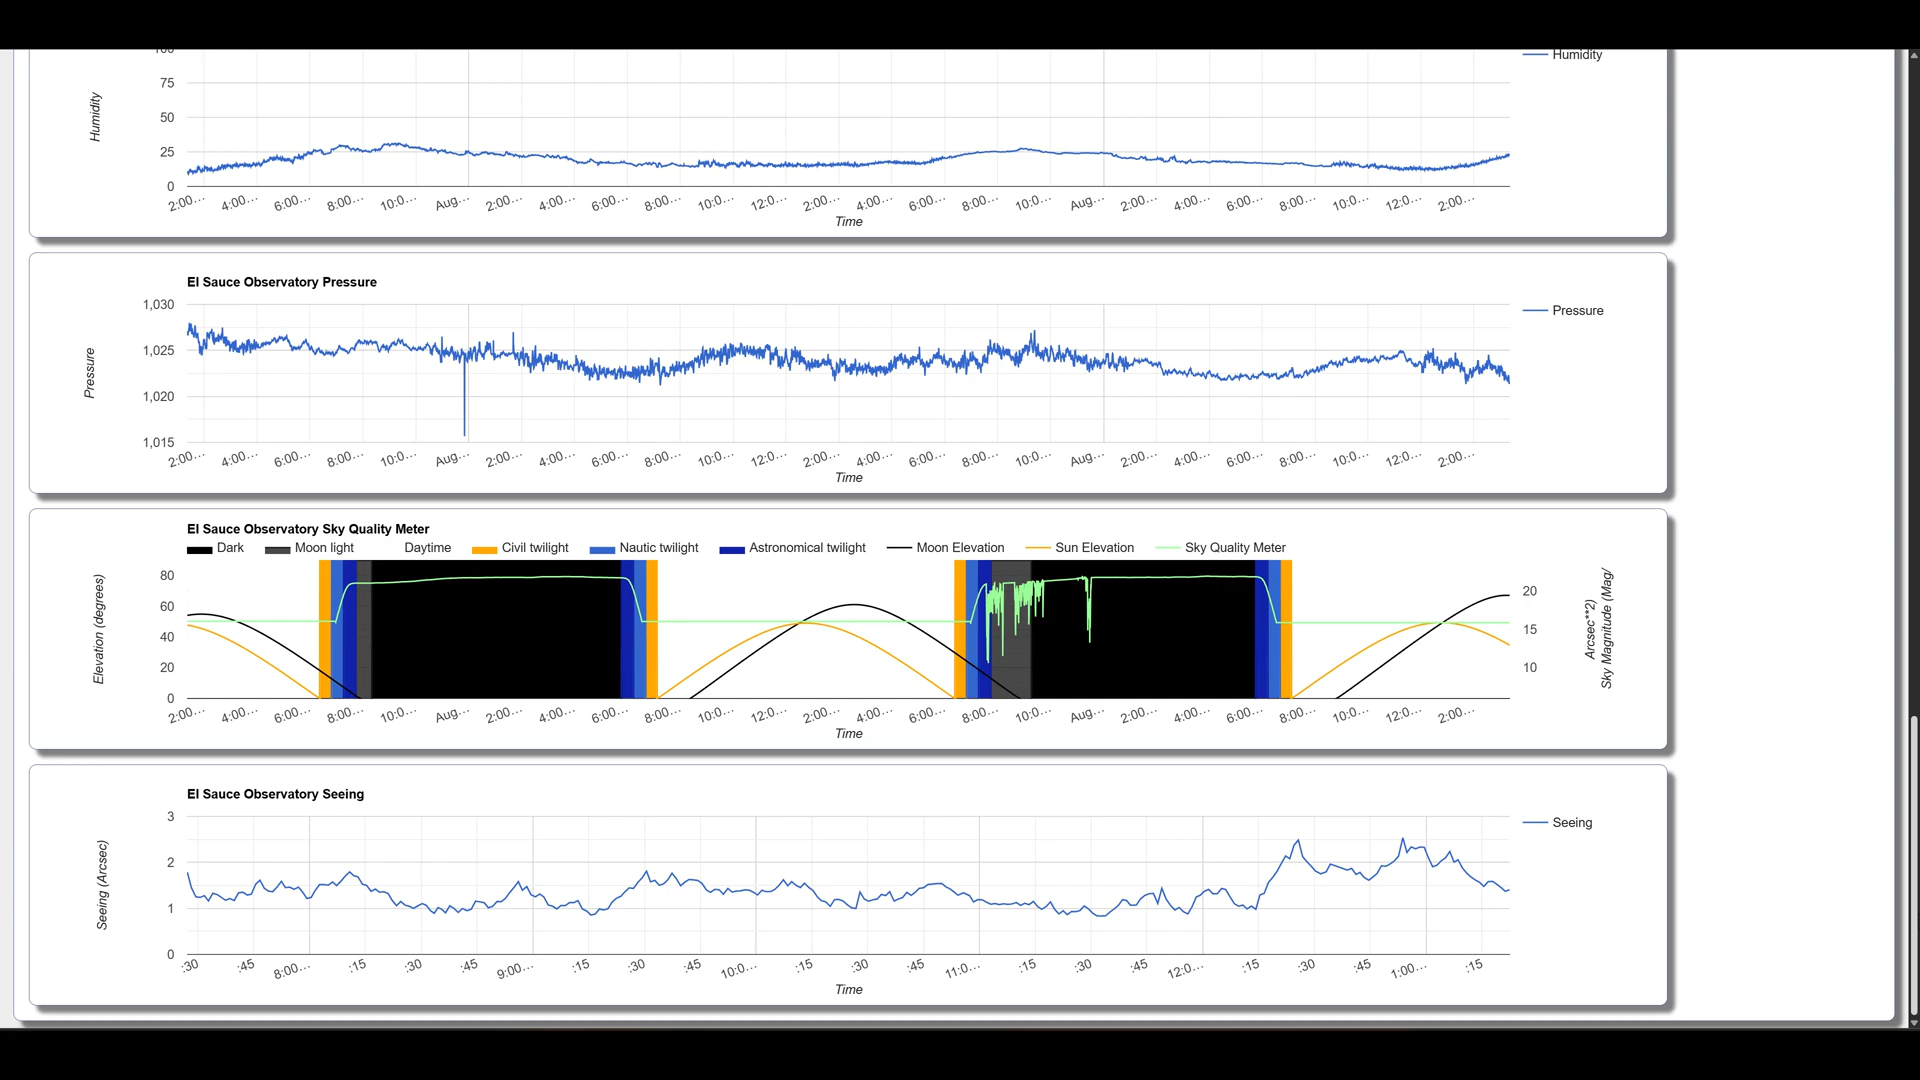 100
Humidity
75
50
25
0
Humidity
2:00… 4:00… 6:00… 8:00… 10:0… Aug… 2:00… 4:00… 6:00… 8:00… 10:0… 12:0… 2:00… 4:00… 6:00… 8:00… 10:0… Aug… 2:00… 4:00… 6:00… 8:00… 10:0… 12:0… 2:00…
Time
El Sauce Observatory Pressure
1,030
1,025
1,020
1,015
Pressure
Pressure
2:00… 4:00… 6:00… 8:00… 10:0… Aug… 2:00… 4:00… 6:00… 8:00… 10:0… 12:0… 2:00… 4:00… 6:00… 8:00… 10:0… Aug… 2:00… 4:00… 6:00… 8:00… 10:0… 12:0… 2:00…
Time
El Sauce Observatory Sky Quality Meter
Dark Moon light Daytime Civil twilight Nautic twilight Astronomical twilight Moon Elevation Sun Elevation Sky Quality Meter
80
60
40
20
0
Elevation (degrees)
20
15
10
Sky Magnitude (Mag/
Arcsec**2)
2:00… 4:00… 6:00… 8:00… 10:0… Aug… 2:00… 4:00… 6:00… 8:00… 10:0… 12:0… 2:00… 4:00… 6:00… 8:00… 10:0… Aug… 2:00… 4:00… 6:00… 8:00… 10:0… 12:0… 2:00…
Time
El Sauce Observatory Seeing
3
2
1
0
Seeing (Arcsec)
Seeing
:30 :45 8:00… :15 :30 :45 9:00… :15 :30 :45 10:0… :15 :30 :45 11:0… :15 :30 :45 12:0… :15 :30 :45 1:00… :15
Time